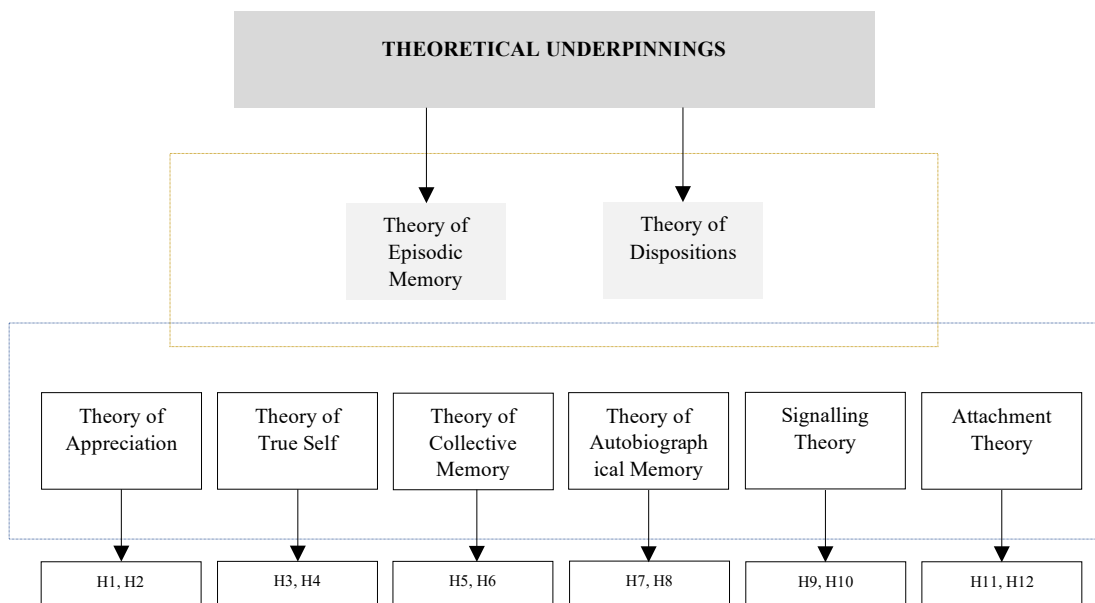 THEORETICAL UNDERPINNINGS
Theory of
Episodic
Memory
Theory of
Dispositions
Theory of
Appreciation
Theory of
True Self
Theory of
Collective
Memory
Theory of
Autobiograph
ical Memory
Signalling
Theory
Attachment
Theory
H1, H2
H3, H4
H5, H6
H7, H8
H9, H10
H11, H12